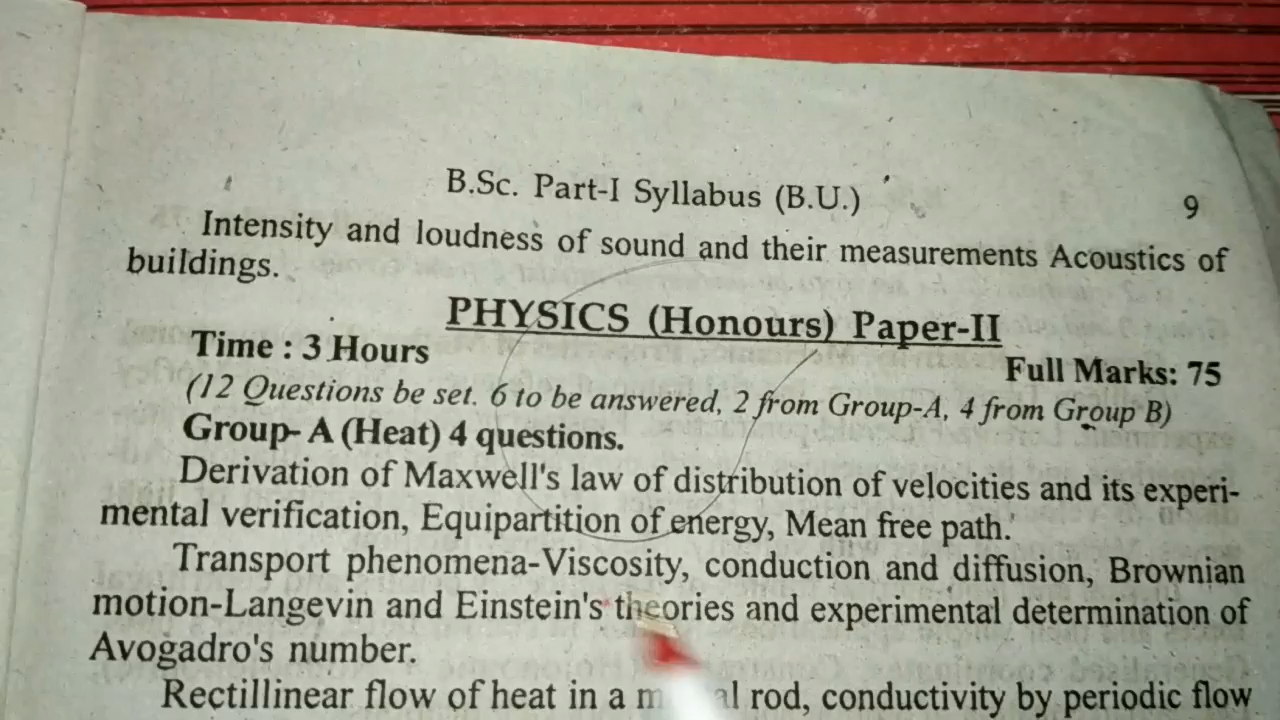 B.Sc. Part-I Syllabus (B.U.) 9
Intensity and loudness of sound and their measurements Acoustics of
buildings.
PHYSICS (Honours) Paper-II
Time : 3 Hours Full Marks: 75
(12 Questions be set. 6 to be answered, 2 from Group-A, 4 from Group B)
Group- A (Heat) 4 questions.
Derivation of Maxwell's law of distribution of velocities and its experi-
mental verification, Equipartition of energy, Mean free path.
Transport phenomena-Viscosity, conduction and diffusion, Brownian
motion-Langevin and Einstein's theories and experimental determination of
Avogadro's number.
Rectillinear flow of heat in a rod, conductivity by periodic flow